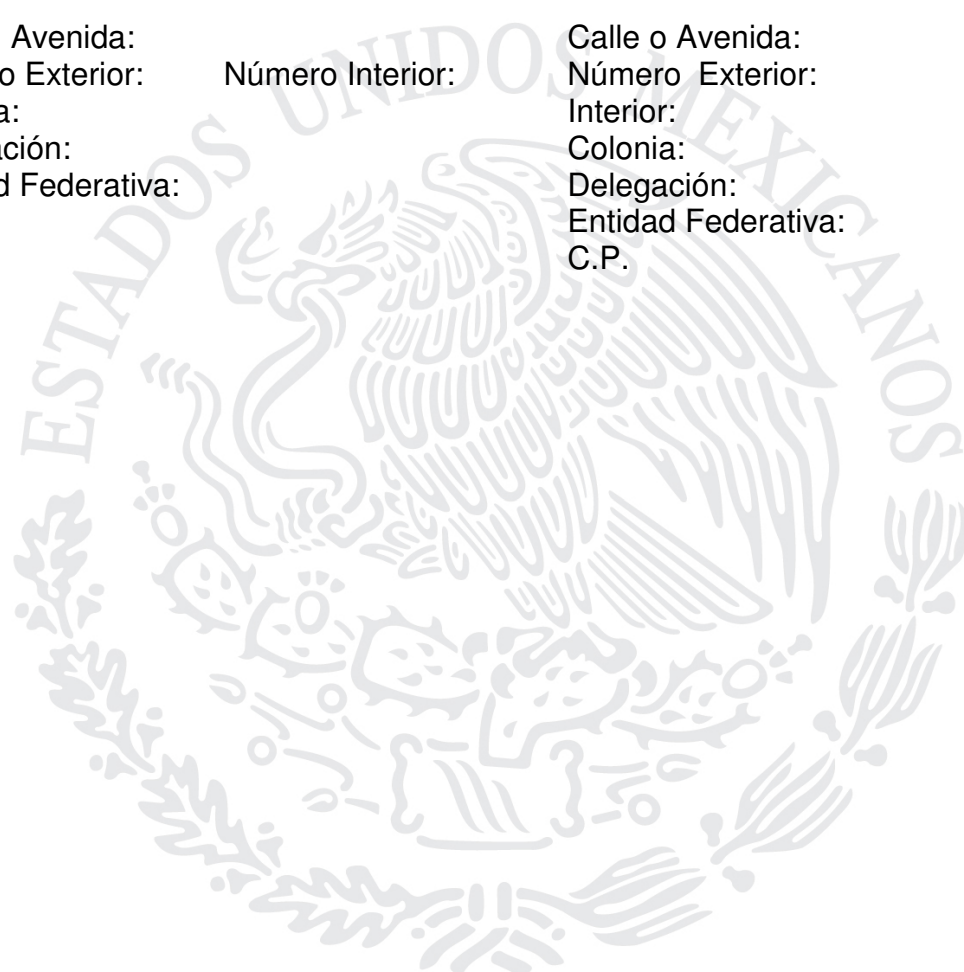 Avenida:
o Exterior: Número Interior:
a:
ación:
d Federativa:
Calle o Avenida:
Número Exterior:
Interior:
Colonia:
Delegación:
Entidad Federativa:
C.P.
ESTADOS UNIDOS MEXICANOS